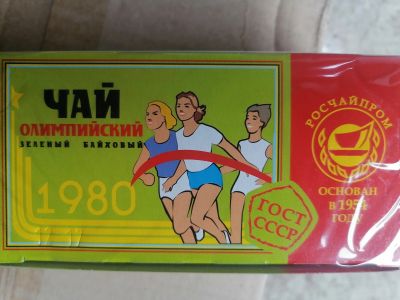 ЧАЙ
ОЛИМПИЙСКИЙ
ЗЕЛЕНЫЙ БАЙХОВЫЙ
1980
ГОСТ
СССР
РОСЧАЙПРОМ
ОСНОВАН
в 1954
ГОДУ